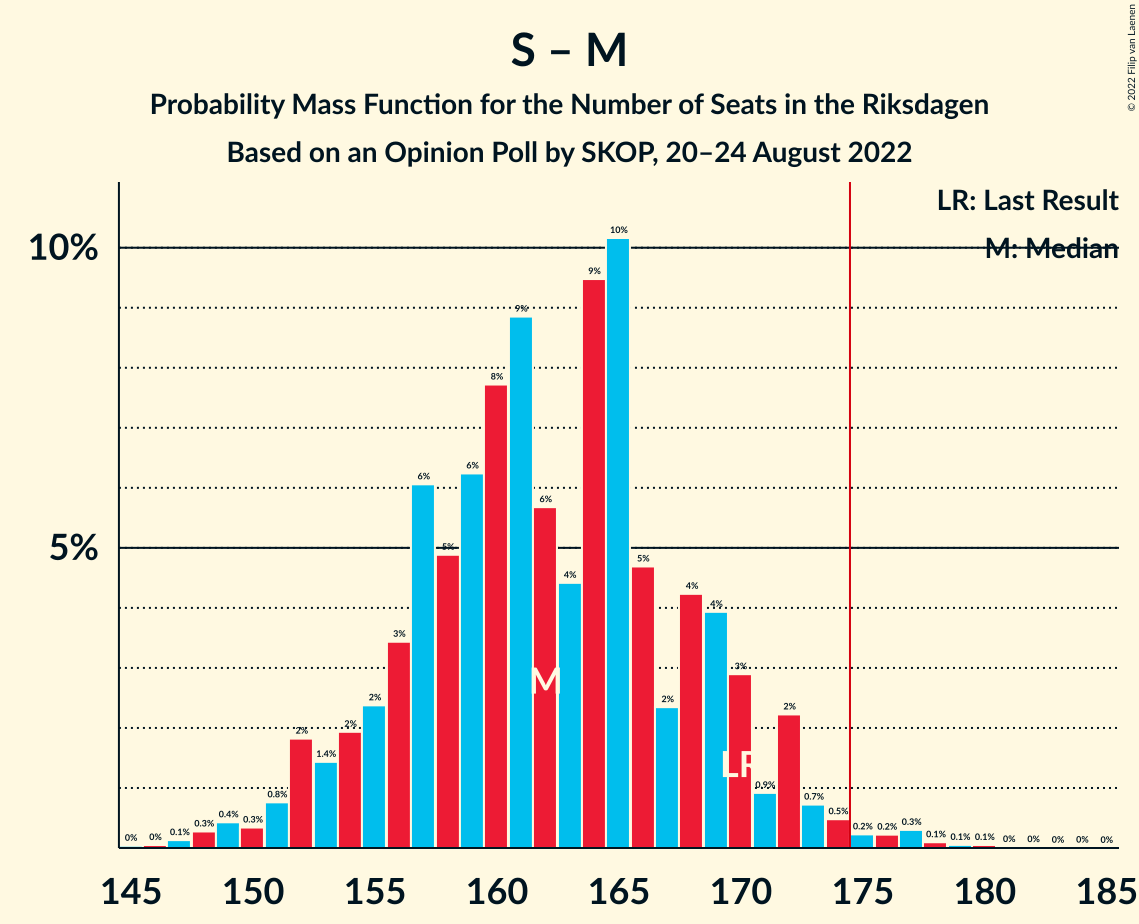 S – M
Probability Mass Function for the Number of Seats in the Riksdagen
Based on an Opinion Poll by SKOP, 20–24 August 2022
© 2022 Filip van Laenen
LR: Last Result
M: Median
10%
5%
0% 0% 0.1% 0.3% 0.4% 0.3% 0.8% 2% 1.4% 2% 2% 3% 6% 5% 6% 8% 9% 6% 4% 9% 10% 5% 2% 4% 4% 3% 0.9% 2% 0.7% 0.5% 0.2% 0.2% 0.3% 0.1% 0.1% 0.1% 0% 0% 0% 0% 0%
M
LR
145 150 155 160 165 170 175 180 185